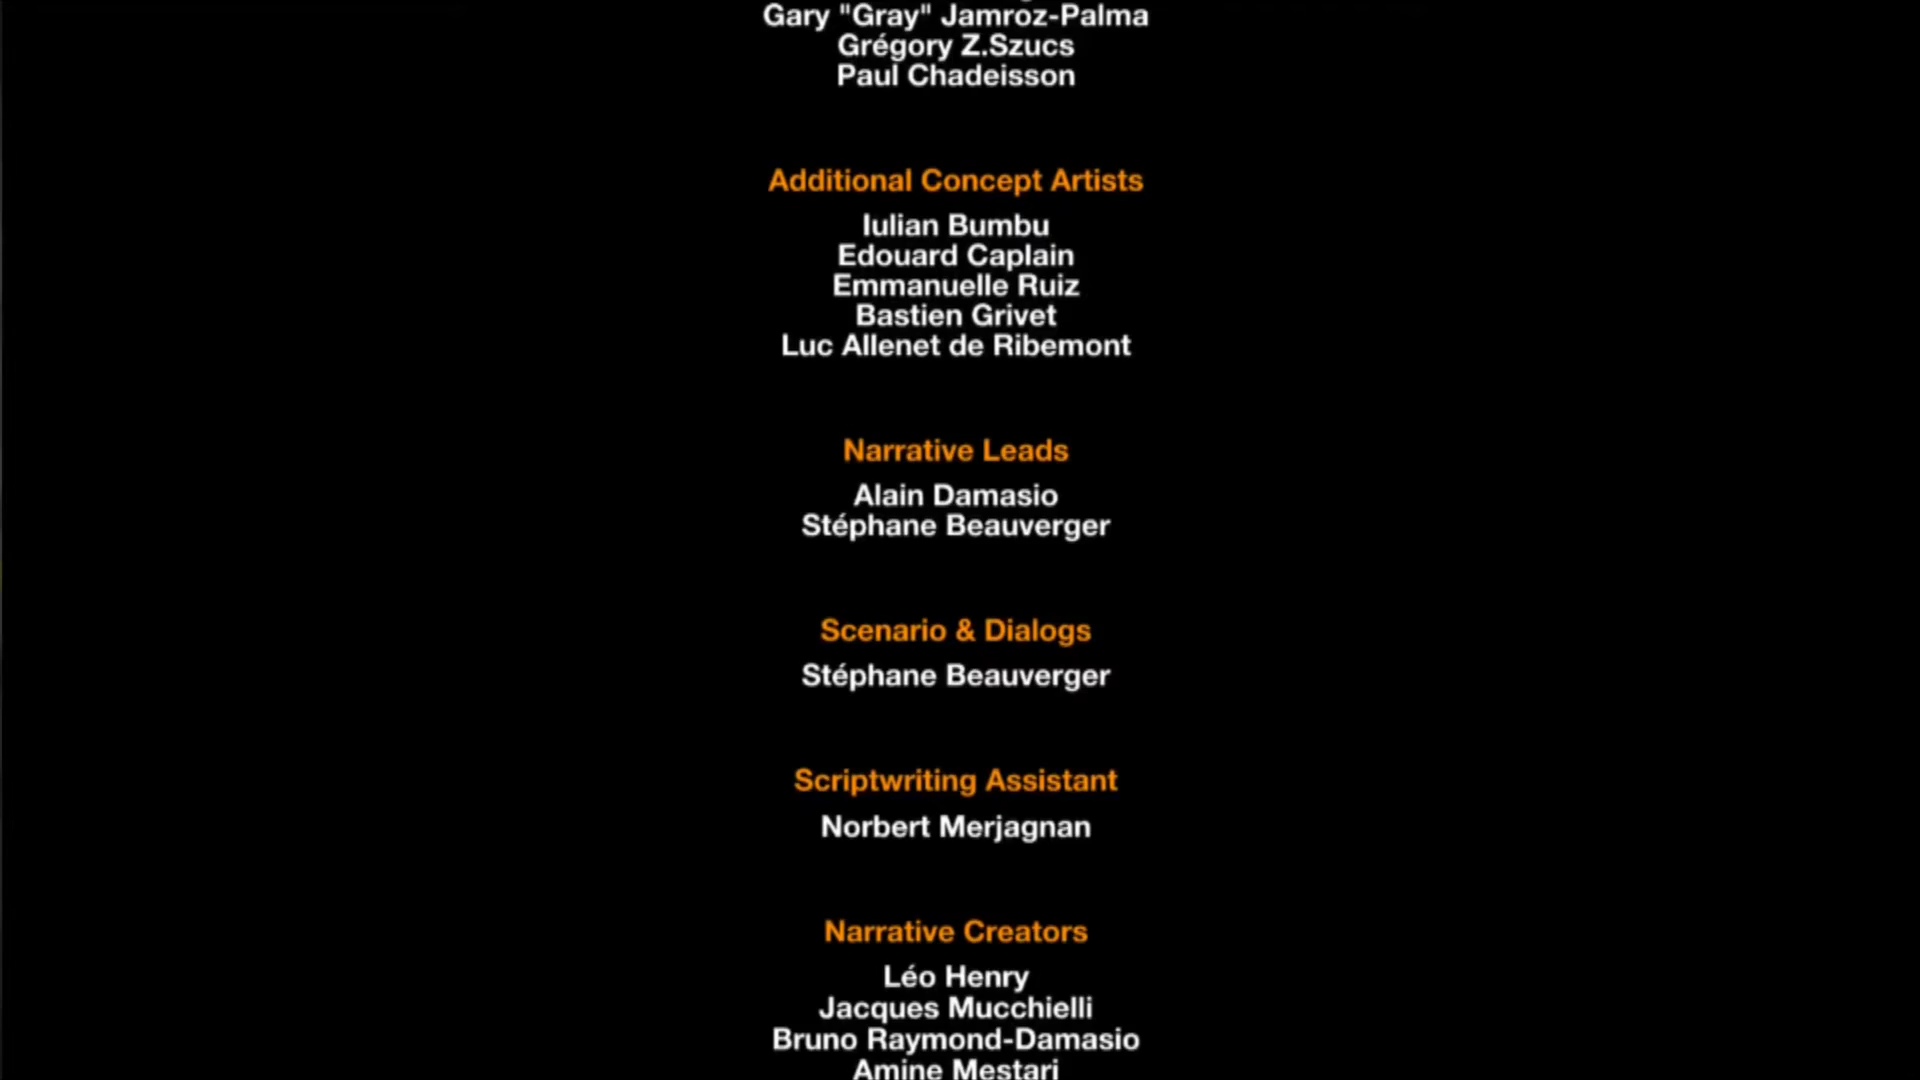 Gary "Gray" Jamroz-Palma
Grégory Z.Szucs
Paul Chadeisson
Additional Concept Artists
Iulian Bumbu
Edouard Caplain
Emmanuelle Ruiz
Bastien Grivet
Luc Allenet de Ribemont
Narrative Leads
Alain Damasio
Stéphane Beauverger
Scenario & Dialogs
Stéphane Beauverger
Scriptwriting Assistant
Norbert Merjagnan
Narrative Creators
Léo Henry
Jacques Mucchielli
Bruno Raymond-Damasio
Amine Mestari